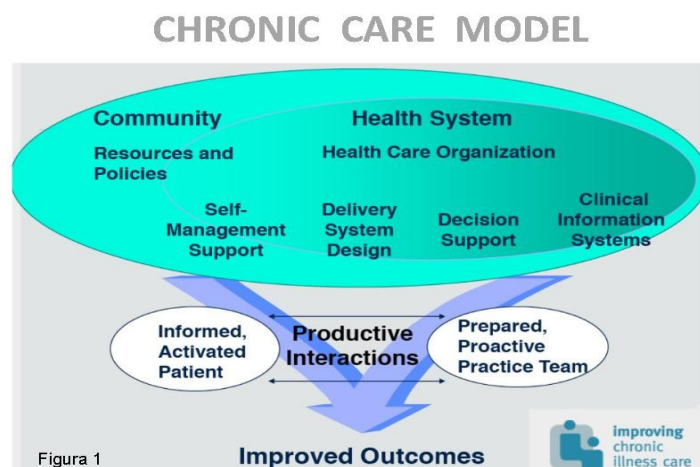 CHRONIC CARE MODEL
Community
Resources and
Policies
Health System
Health Care Organization
Self-
Management
Support
Delivery
System
Design
Decision
Support
Clinical
Information
Systems
Informed,
Activated
Patient
Productive
Interactions
Prepared,
Proactive
Practice Team
Improved Outcomes
Figura 1
improving
chronic
illness care